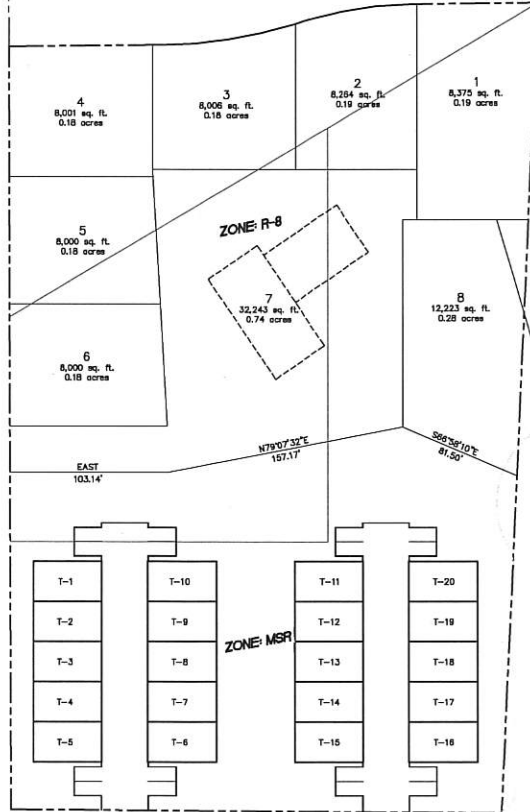 4
8,001 sq. ft.
0.18 acres
3
8,006 sq. ft.
0.18 acres
2
8,264 sq. ft.
0.19 acres
1
8,375 sq. ft.
0.19 acres
5
8,000 sq. ft.
0.18 acres
ZONE: R-8
7
32,243 sq. ft.
0.74 acres
8
12,223 sq. ft.
0.28 acres
6
8,000 sq. ft.
0.18 acres
EAST
103.14'
N79°07'32"E
157.17'
S66°58'10"E
81.50'
T-1
T-10
T-11
T-20
T-2
T-9
T-12
T-19
ZONE: MSR
T-3
T-8
T-13
T-18
T-4
T-7
T-14
T-17
T-5
T-6
T-15
T-16